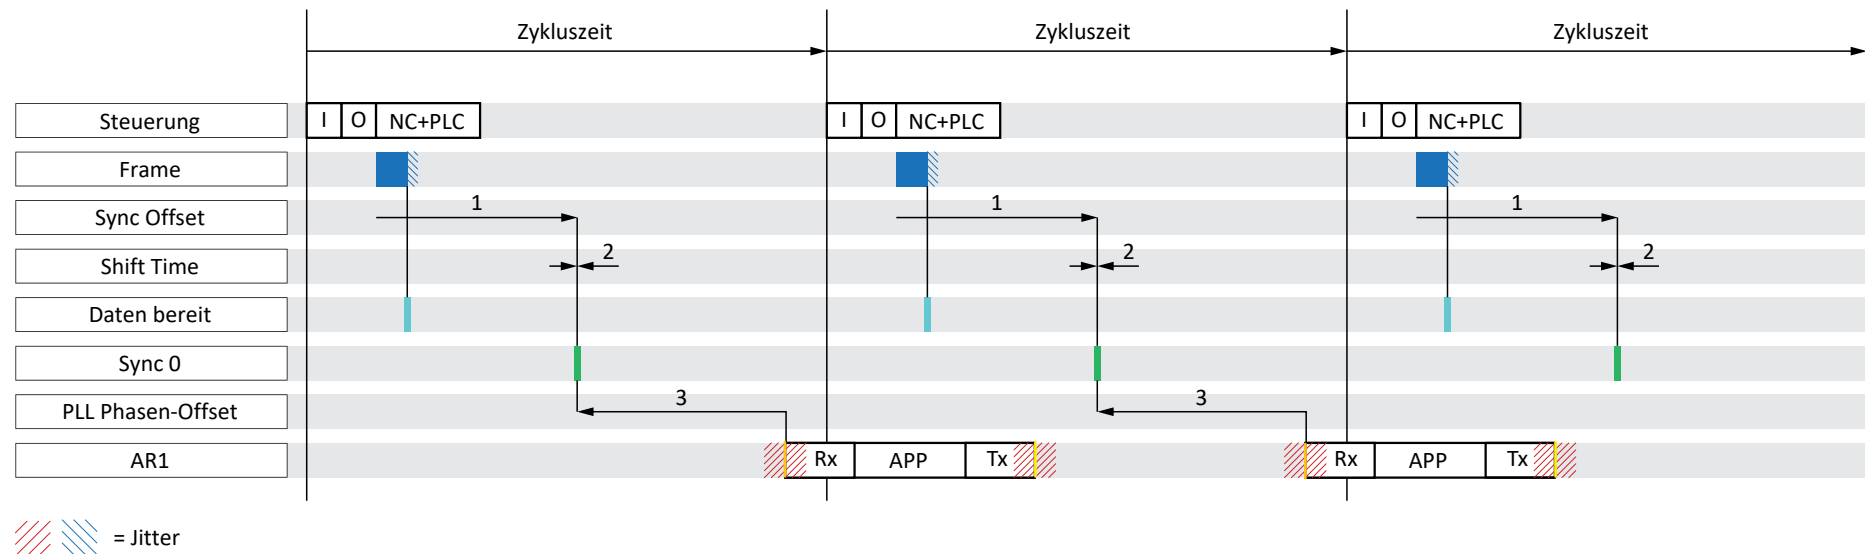 Zykluszeit Zykluszeit Zykluszeit
Steuerung I O NC+PLC I O NC+PLC I O NC+PLC
Frame
Sync Offset 1 1 1
Shift Time 2 2 2
Daten bereit
Sync 0
PLL Phasen-Offset 3 3
AR1 Rx APP Tx Rx APP Tx
= Jitter